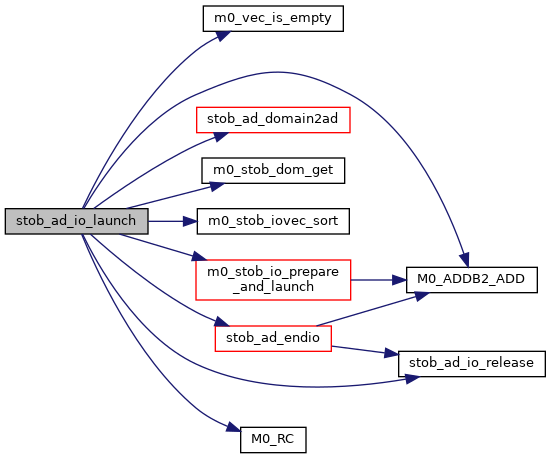 m0_vec_is_empty
stob_ad_domain2ad
m0_stob_dom_get
stob_ad_io_launch
m0_stob_iovec_sort
m0_stob_io_prepare
_and_launch
M0_ADDB2_ADD
stob_ad_endio
stob_ad_io_release
M0_RC